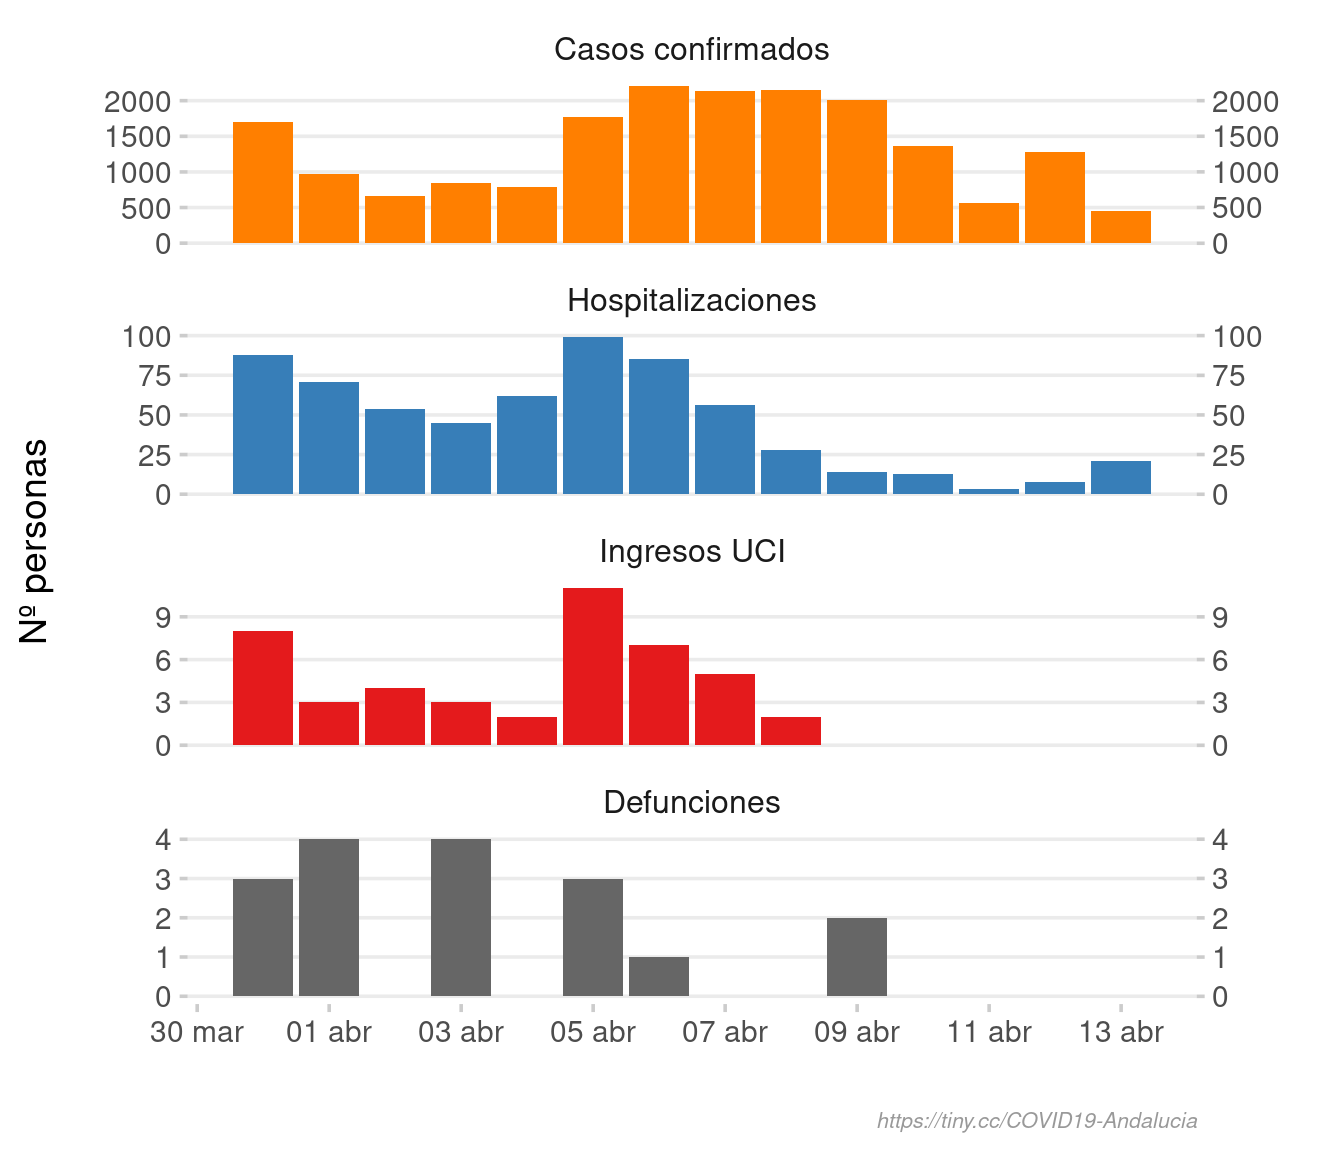 Casos confirmados
2000 2000
1500 1500
1000 1000
500 500
0 0
Hospitalizaciones
100 100
75 75
50 50
25 25
0 0
Nº personas
Ingresos UCI
9 9
6 6
3 3
0 0
Defunciones
4 4
3 3
2 2
1 1
0 0
30 mar 01 abr 03 abr 05 abr 07 abr 09 abr 11 abr 13 abr
https://tiny.cc/COVID19-Andalucia